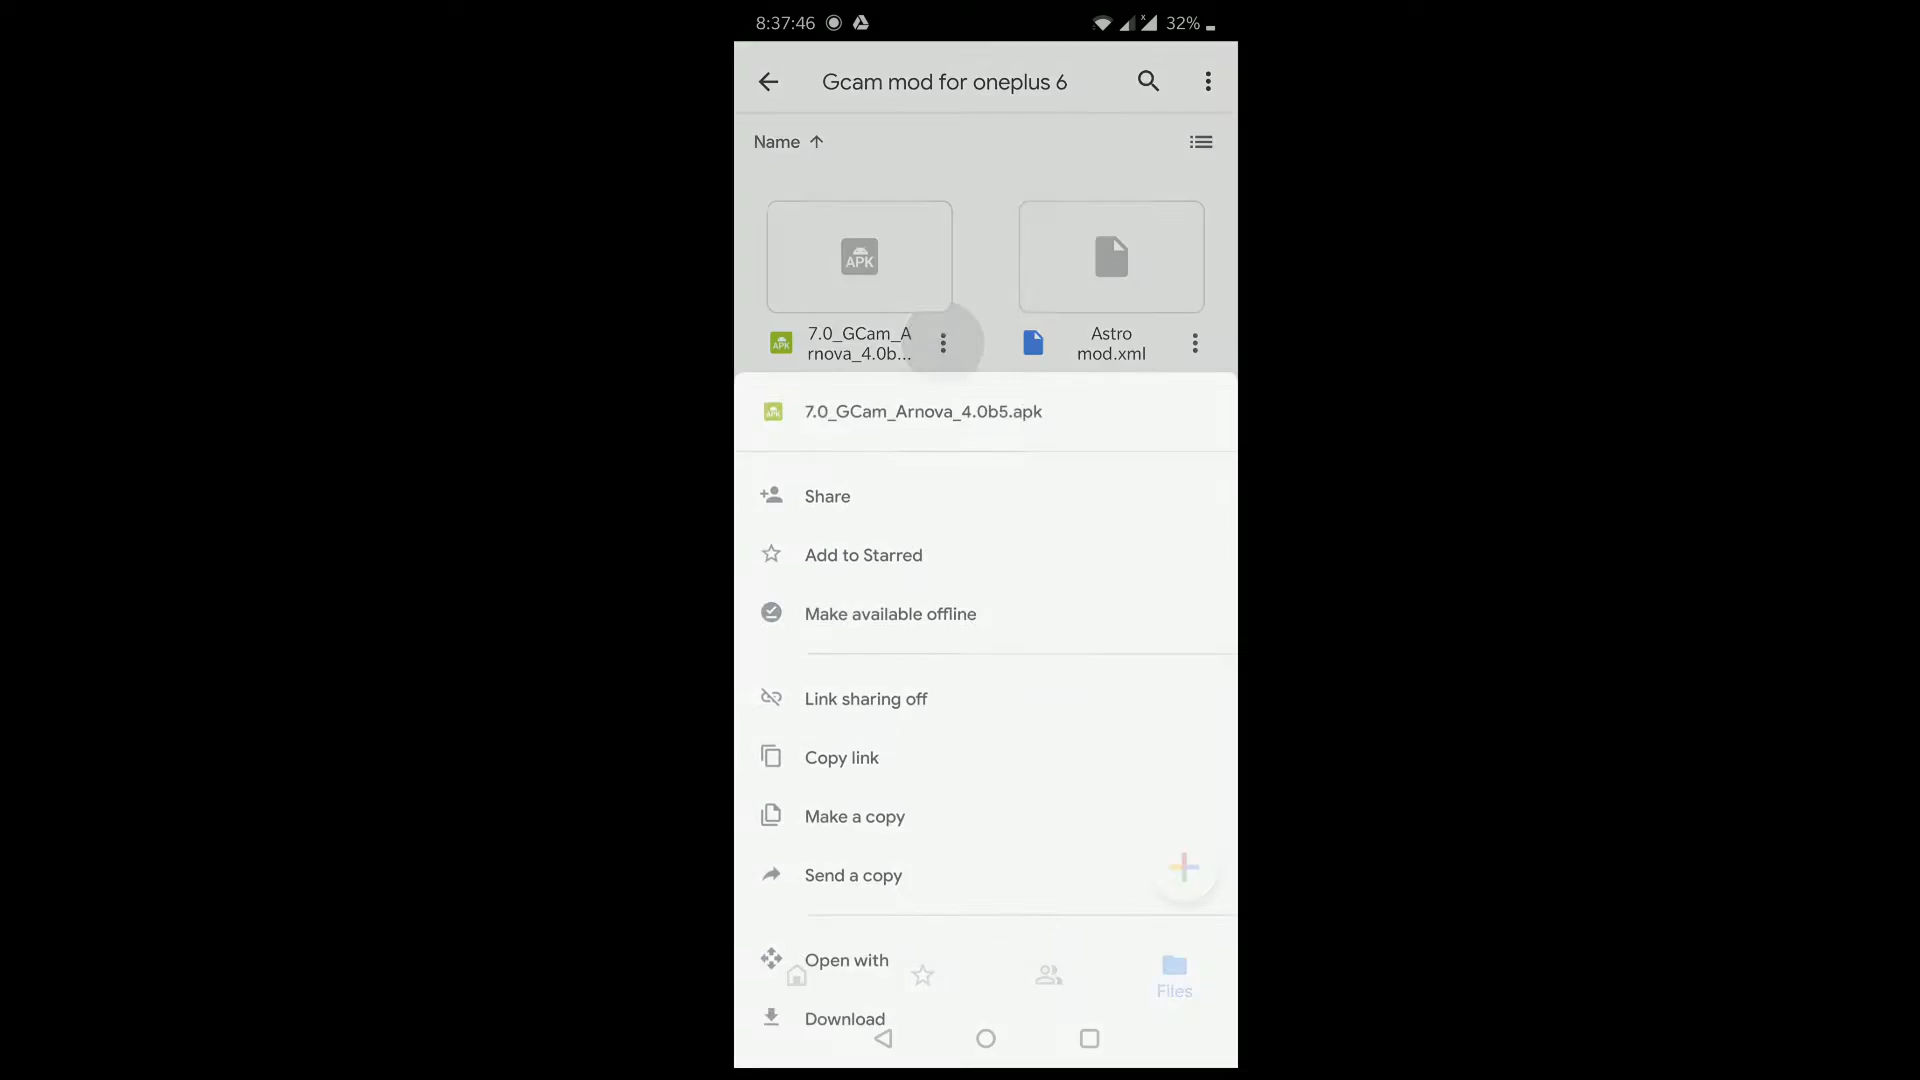 8:37:46
32%
Gcam mod for oneplus 6
Name
APK
APK
7.0_GCam_A
rnova_4.0b...
Astro
mod.xml
APK
7.0_GCam_Arnova_4.0b5.apk
Share
Add to Starred
Make available offline
Link sharing off
Copy link
Make a copy
Send a copy
Open with
Files
Download